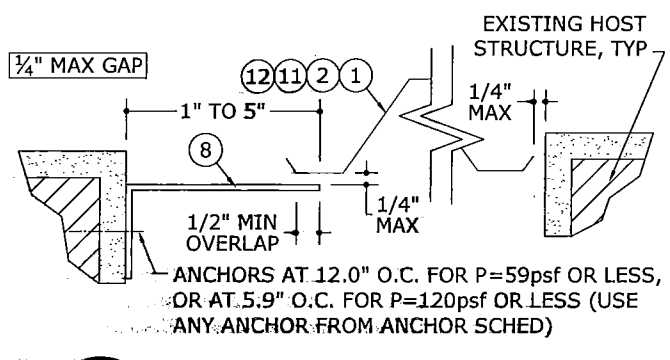 EXISTING HOST
STRUCTURE, TYP
1/4" MAX GAP
12 11 2 1
1/4"
MAX
1" TO 5"
8
1/4"
MAX
1/2" MIN
OVERLAP
ANCHORS AT 12.0" O.C. FOR P=59psf OR LESS,
OR AT 5.9" O.C. FOR P=120psf OR LESS (USE
ANY ANCHOR FROM ANCHOR SCHED)